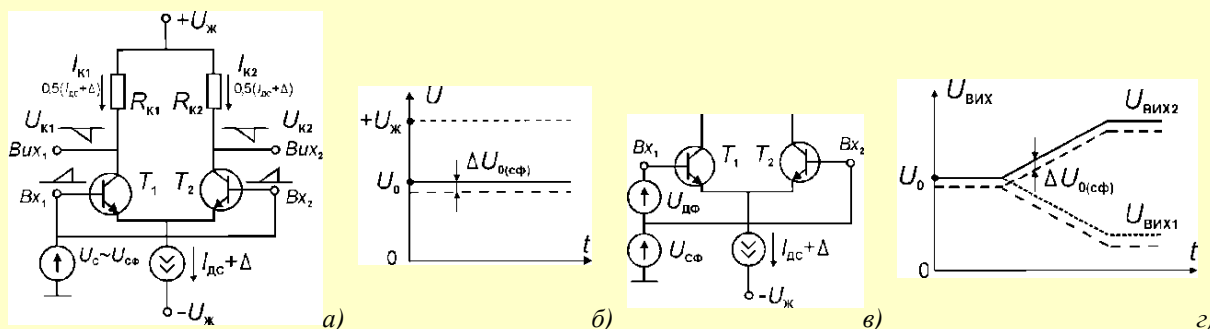 +Uж
Iк1
0,5(Iдс+Δ)
Iк2
0,5(Iдс+Δ)
Rк1
Rк2
Uк1
Uк2
Вих1
Вих2
Вх1
T1
T2
Вх2
Uс~Uсф
Iдс+Δ
-Uж
а)
U
+Uж
U0
ΔU0(сф)
0
t
б)
Вх1
T1
T2
Вх2
Uдф
Uсф
Iдс+Δ
-Uж
в)
Uвих
Uвих2
U0
ΔU0(сф)
Uвих1
0
t
г)